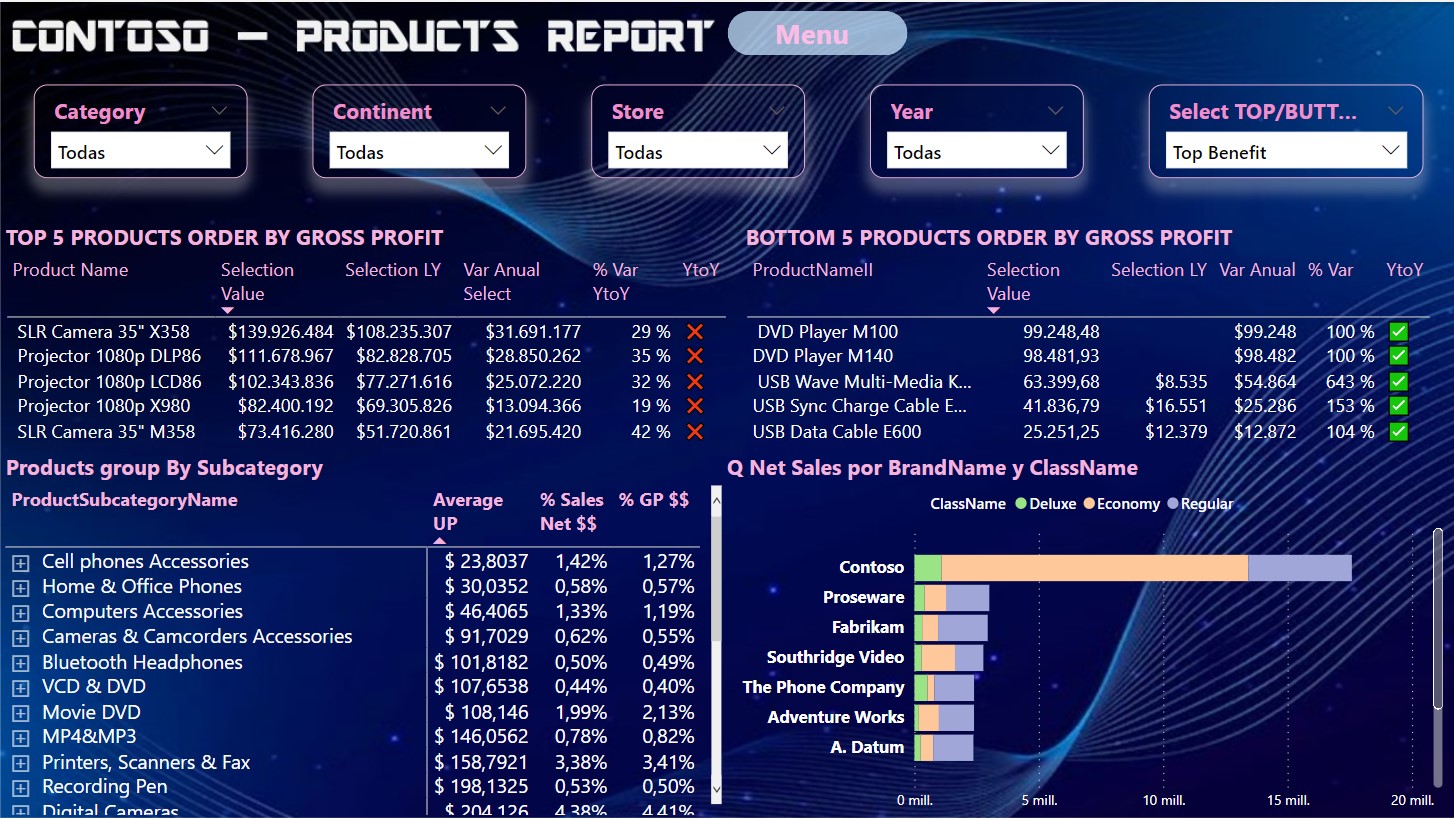 CONTOSO – PRODUCTS REPORT
Menu
Category
Todas
Continent
Todas
Store
Todas
Year
Todas
Select TOP/BUTT...
Top Benefit
TOP 5 PRODUCTS ORDER BY GROSS PROFIT
Product Name Selection Value Selection LY Var Anual Select % Var YtoY YtoY
SLR Camera 35" X358 $139.926.484 $108.235.307 $31.691.177 29 % ❌
Projector 1080p DLP86 $111.678.967 $82.828.705 $28.850.262 35 % ❌
Projector 1080p LCD86 $102.343.836 $77.271.616 $25.072.220 32 % ❌
Projector 1080p X980 $82.400.192 $69.305.826 $13.094.366 19 % ❌
SLR Camera 35" M358 $73.416.280 $51.720.861 $21.695.420 42 % ❌
BOTTOM 5 PRODUCTS ORDER BY GROSS PROFIT
ProductNameII Selection Value Selection LY Var Anual % Var YtoY
DVD Player M100 99.248,48 $99.248 100 % ✅
DVD Player M140 98.481,93 $98.482 100 % ✅
USB Wave Multi-Media K... 63.399,68 $8.535 $54.864 643 % ✅
USB Sync Charge Cable E... 41.836,79 $16.551 $25.286 153 % ✅
USB Data Cable E600 25.251,25 $12.379 $12.872 104 % ✅
Products group By Subcategory
ProductSubcategoryName Average UP % Sales Net $$ % GP $$
Cell phones Accessories $ 23,8037 1,42% 1,27%
Home & Office Phones $ 30,0352 0,58% 0,57%
Computers Accessories $ 46,4065 1,33% 1,19%
Cameras & Camcorders Accessories $ 91,7029 0,62% 0,55%
Bluetooth Headphones $ 101,8182 0,50% 0,49%
VCD & DVD $ 107,6538 0,44% 0,40%
Movie DVD $ 108,146 1,99% 2,13%
MP4&MP3 $ 146,0562 0,78% 0,82%
Printers, Scanners & Fax $ 158,7921 3,38% 3,41%
Recording Pen $ 198,1325 0,53% 0,50%
Digital Cameras $ 204,126 4,38% 4,41%
Q Net Sales por BrandName y ClassName
ClassName Deluxe Economy Regular
Contoso
Proseware
Fabrikam
Southridge Video
The Phone Company
Adventure Works
A. Datum
0 mill. 5 mill. 10 mill. 15 mill. 20 mill.